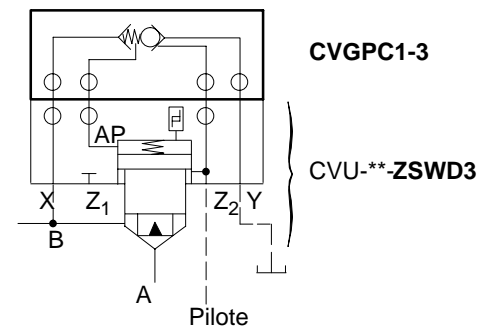 CVGPC1-3
AP
CVU-**-ZSWD3
X Z1 Z2 Y
B
A
Pilote